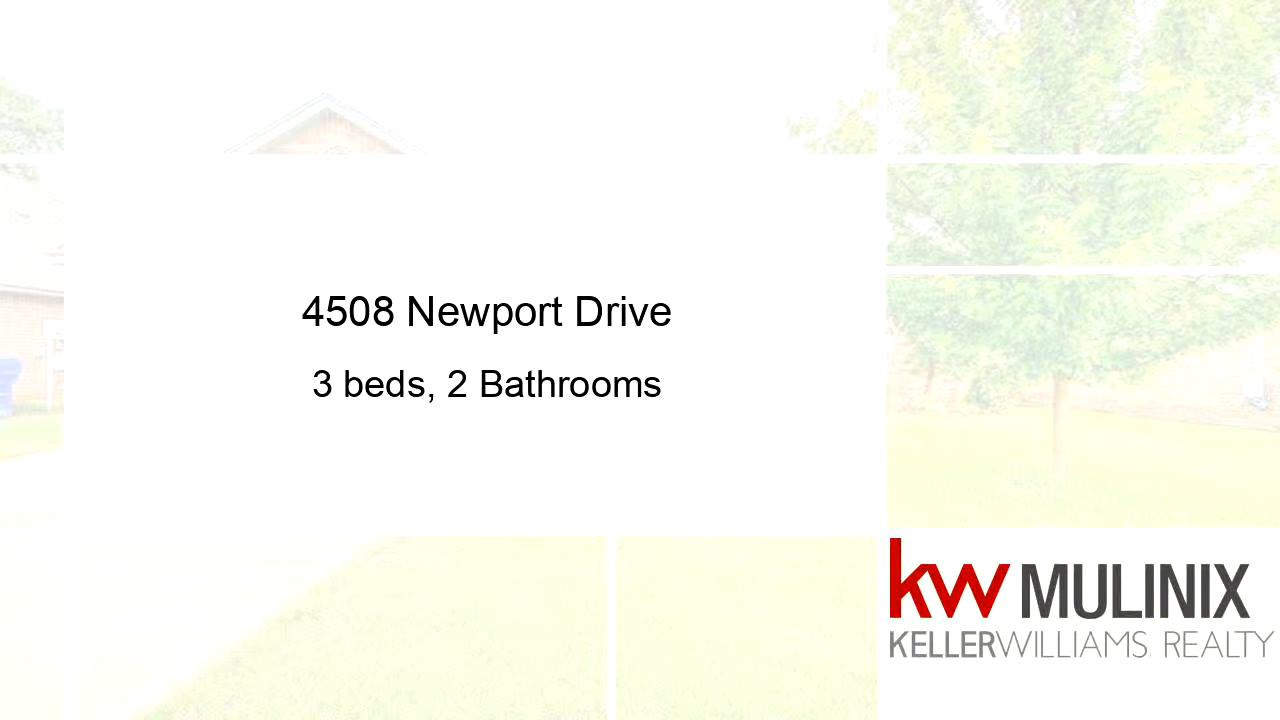 4508 Newport Drive
3 beds, 2 Bathrooms
kw MULINIX
KELLERWILLIAMS. REALTY